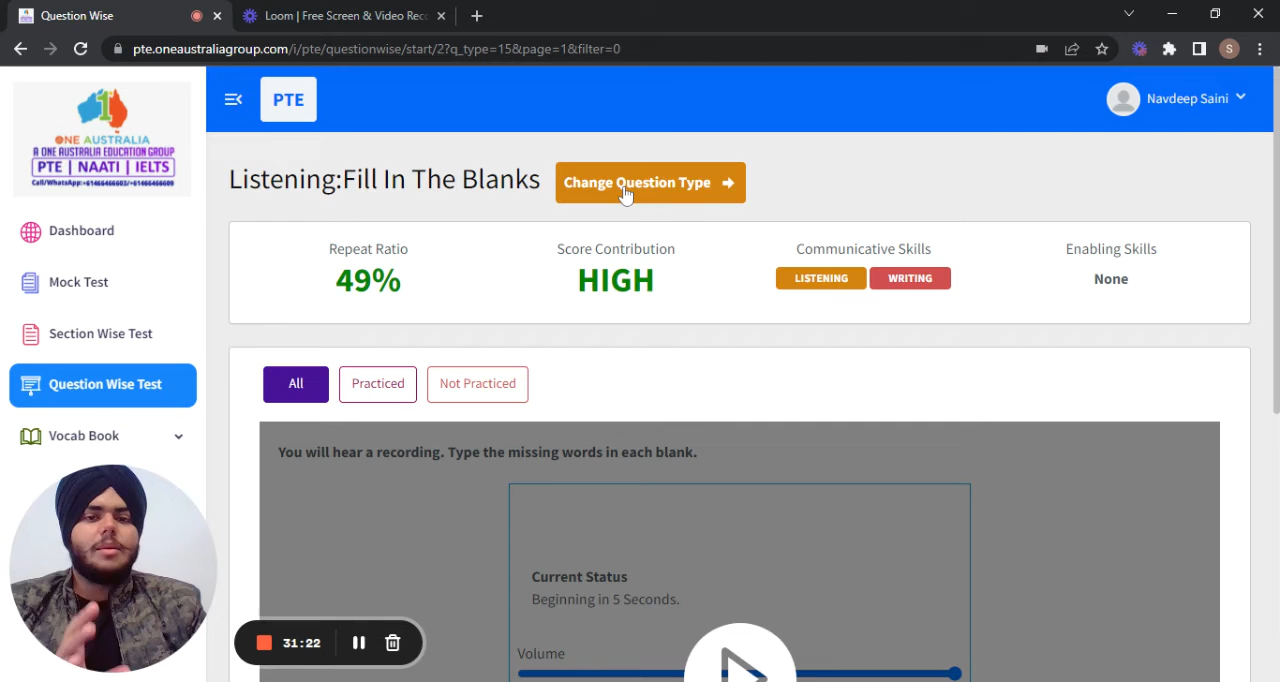 Question Wise
Loom | Free Screen & Video Rec
pte.oneaustraliagroup.com/i/pte/questionwise/start/2?q_type=15&page=1&filter=0
S
1
ONE AUSTRALIA
A ONE AUSTRALIA EDUCATION GROUP
PTE | NAATI | IELTS
PTE
Navdeep Saini
Dashboard
Mock Test
Section Wise Test
Question Wise Test
Vocab Book
Listening:Fill In The Blanks
Change Question Type
Repeat Ratio
49%
Score Contribution
HIGH
Communicative Skills
LISTENING
WRITING
Enabling Skills
None
All
Practiced
Not Practiced
You will hear a recording. Type the missing words in each blank.
Current Status
Beginning in 5 Seconds.
Volume
31:22